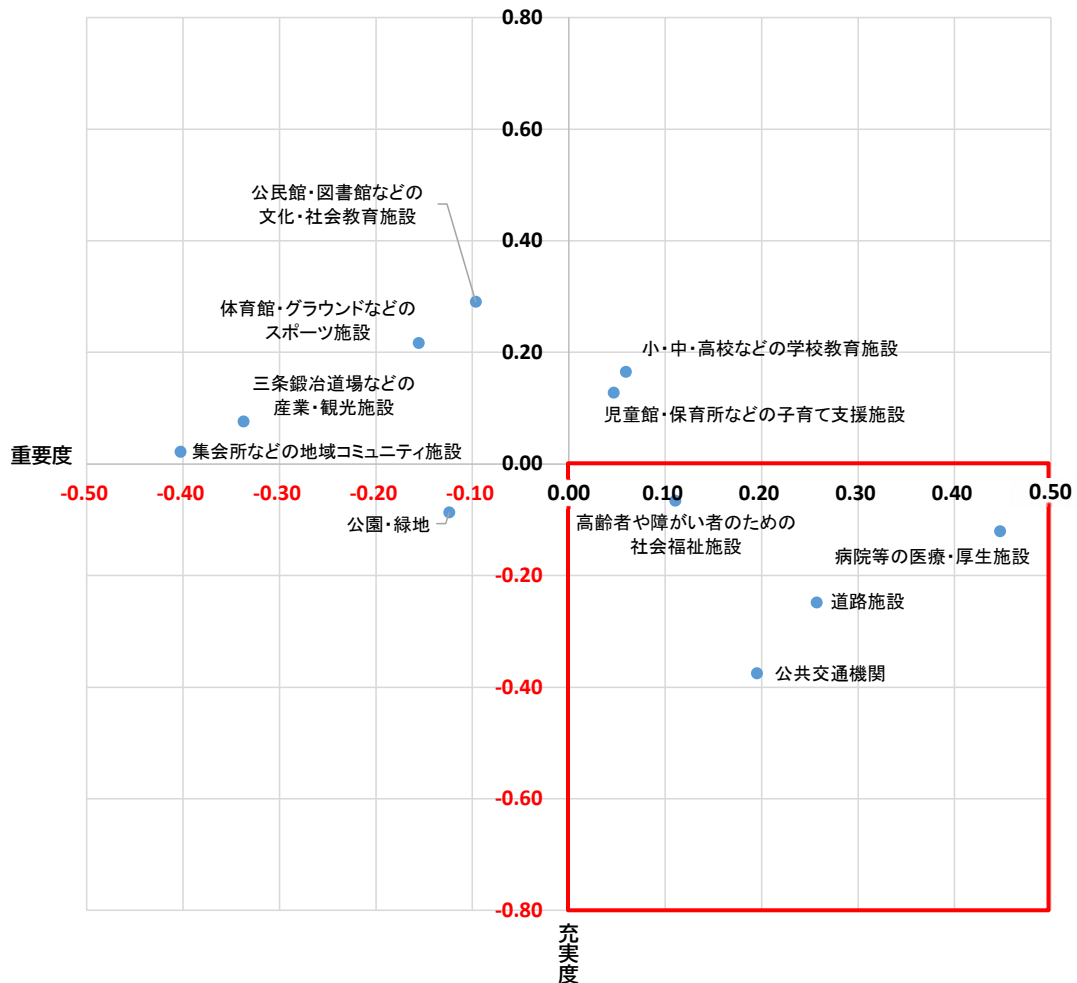 0.80
0.60
公民館・図書館などの
文化・社会教育施設
0.40
体育館・グラウンドなどの
スポーツ施設
0.20
小・中・高校などの学校教育施設
三条鍛冶道場などの
産業・観光施設
児童館・保育所などの子育て支援施設
重要度
集会所などの地域コミュニティ施設
0.00
-0.50
-0.40
-0.30
-0.20
-0.10
0.00
0.10
0.20
0.30
0.40
0.50
公園・緑地
高齢者や障がい者のための
社会福祉施設
病院等の医療・厚生施設
-0.20
道路施設
公共交通機関
-0.40
-0.60
-0.80
充実度